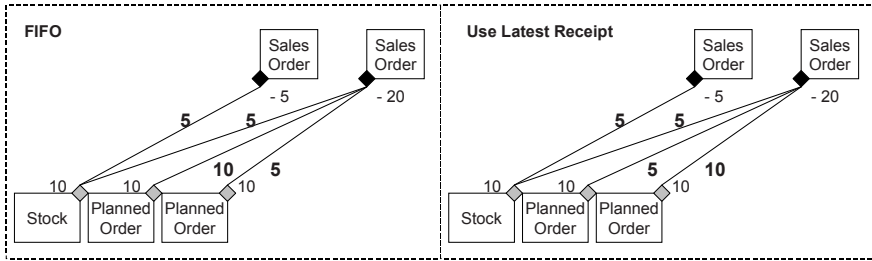 FIFO
Sales
Order
Sales
Order
- 5
- 20
5
5
10
5
10
10
10
Stock
Planned
Order
Planned
Order
Use Latest Receipt
Sales
Order
Sales
Order
- 5
- 20
5
5
5
10
10
10
10
Stock
Planned
Order
Planned
Order